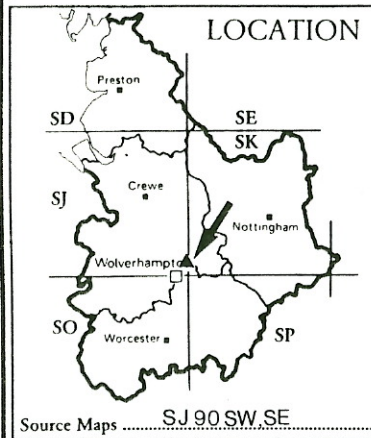 LOCATION
Preston
SD
SE
SK
SJ
Crewe
Nottingham
Wolverhampto
SO
SP
Worcester
Source Maps SJ 90 SW,SE